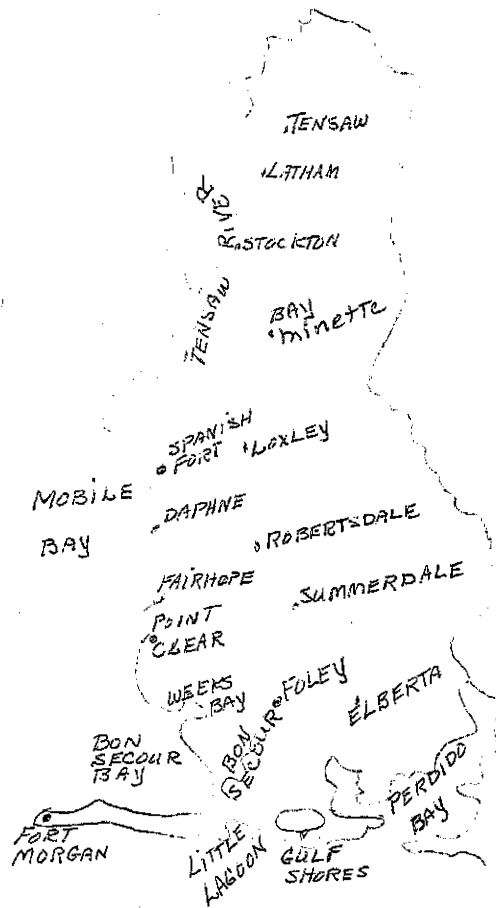 TENSAW
LATHAM
TENSAW RIVER
STOCKTON
BAY
minette
SPANISH
FORT
LOXLEY
MOBILE
BAY
DAPHNE
ROBERTSDALE
FAIRHOPE
SUMMERDALE
POINT
CLEAR
WEEKS
BAY
FOLEY
ELBERTA
BON
SECOUR
BON
SECOUR
BAY
PERDIDO
BAY
FORT
MORGAN
LITTLE
LAGOON
GULF
SHORES